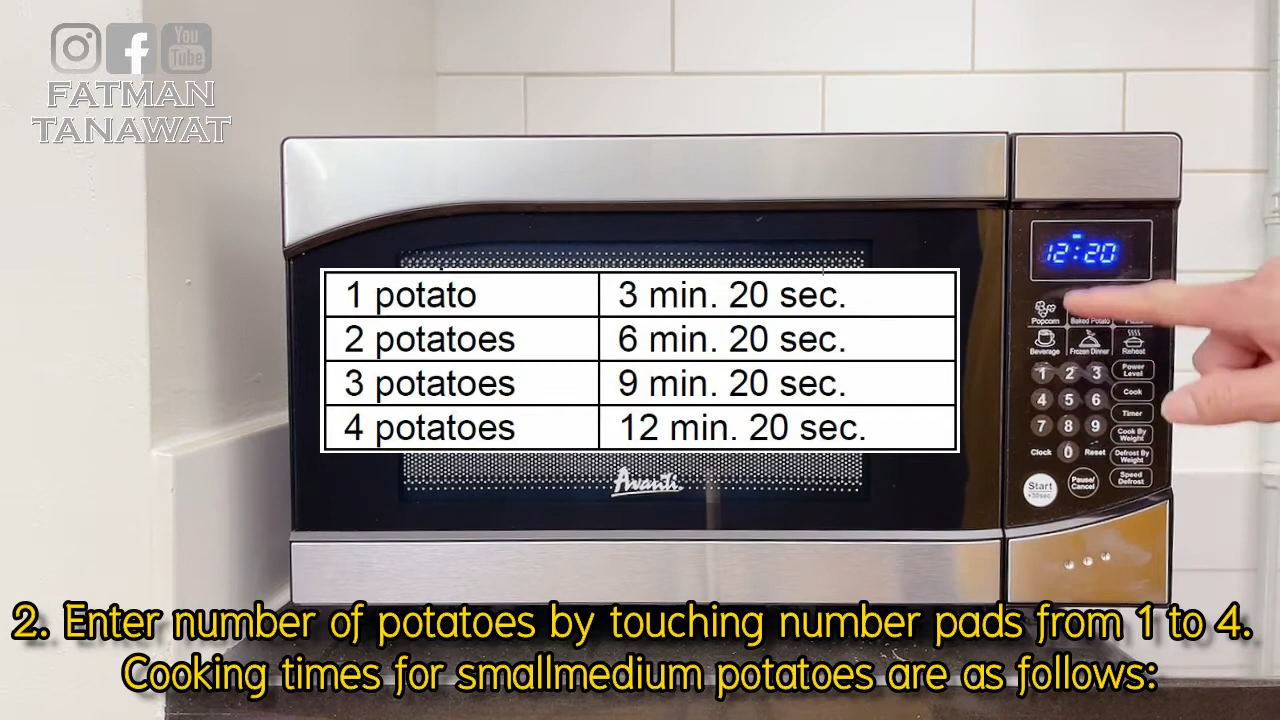 You
Tube
FATMAN
TANAWAT
12:20
1 potato 3 min. 20 sec.
2 potatoes 6 min. 20 sec.
3 potatoes 9 min. 20 sec.
4 potatoes 12 min. 20 sec.
Popcorn Baked Potato
Beverage Frozen Dinner Reheat
1 2 3 Power Level
4 5 6 Cook
Timer
7 8 9 Cook By Weight
Clock 0 Reset Defrost By Weight
Start +30sec. Pause/Cancel Speed Defrost
Avanti
2. Enter number of potatoes by touching number pads from 1 to 4.
Cooking times for smallmedium potatoes are as follows: